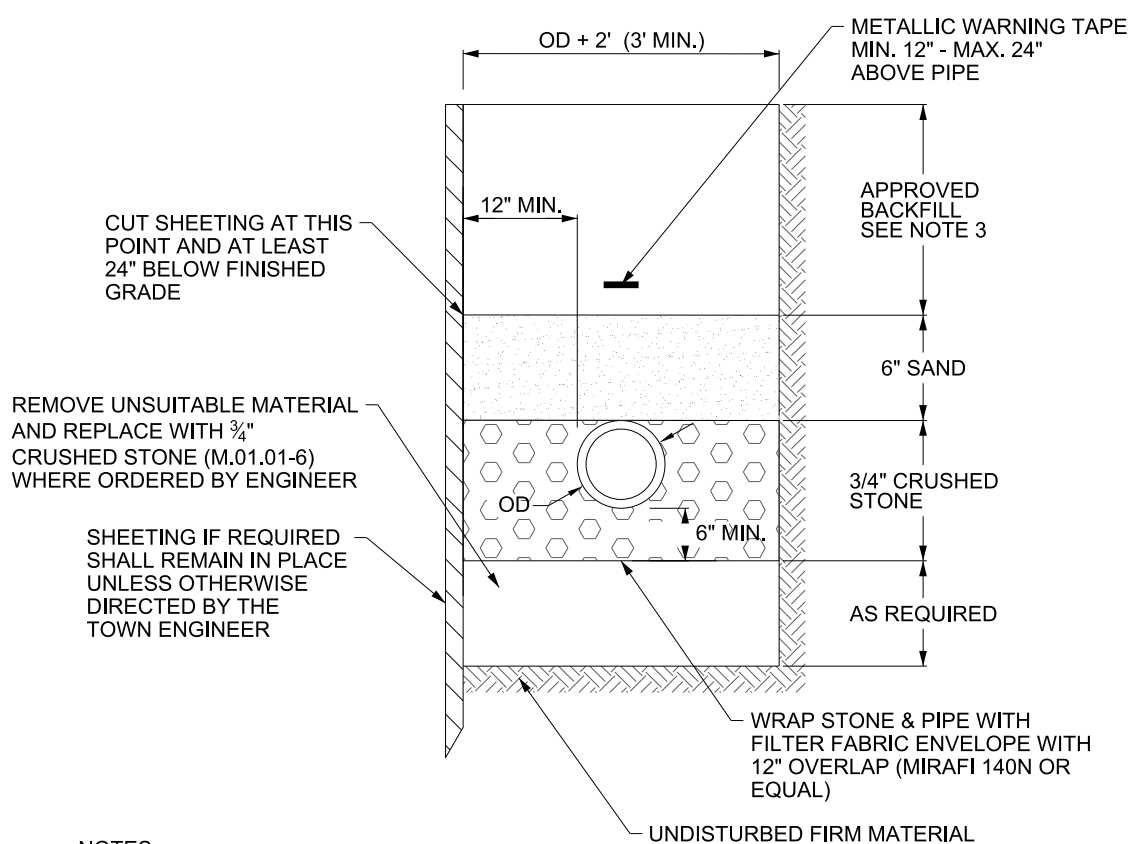 OD + 2' (3' MIN.)
METALLIC WARNING TAPE
MIN. 12" - MAX. 24"
ABOVE PIPE
12" MIN.
APPROVED
BACKFILL
SEE NOTE 3
CUT SHEETING AT THIS
POINT AND AT LEAST
24" BELOW FINISHED
GRADE
6" SAND
REMOVE UNSUITABLE MATERIAL
AND REPLACE WITH ¾"
CRUSHED STONE (M.01.01-6)
WHERE ORDERED BY ENGINEER
3/4" CRUSHED
STONE
OD
6" MIN.
SHEETING IF REQUIRED
SHALL REMAIN IN PLACE
UNLESS OTHERWISE
DIRECTED BY THE
TOWN ENGINEER
AS REQUIRED
WRAP STONE & PIPE WITH
FILTER FABRIC ENVELOPE WITH
12" OVERLAP (MIRAFI 140N OR
EQUAL)
UNDISTURBED FIRM MATERIAL
NOTES